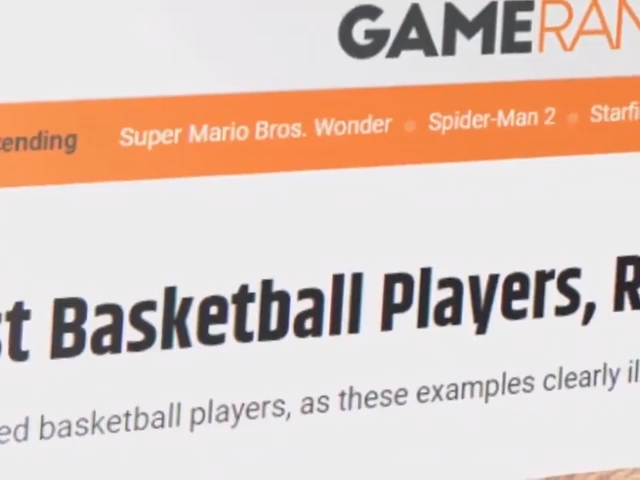 GAMERAN
ending Super Mario Bros. Wonder Spider-Man 2 Starfi
st Basketball Players, R
ed basketball players, as these examples clearly il